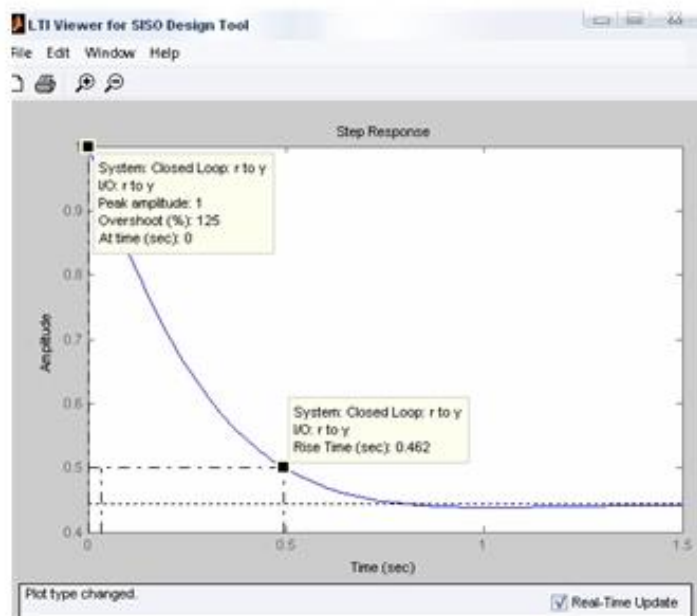 LTI Viewer for SISO Design Tool
File Edit Window Help
Step Response
System: Closed Loop: r to y
I/O: r to y
Peak amplitude: 1
Overshoot (%): 125
At time (sec): 0
System: Closed Loop: r to y
I/O: r to y
Rise Time (sec): 0.462
Amplitude
1
0.9
0.8
0.7
0.6
0.5
0.4
0
0.5
1
1.5
Time (sec)
Plot type changed.
Real-Time Update